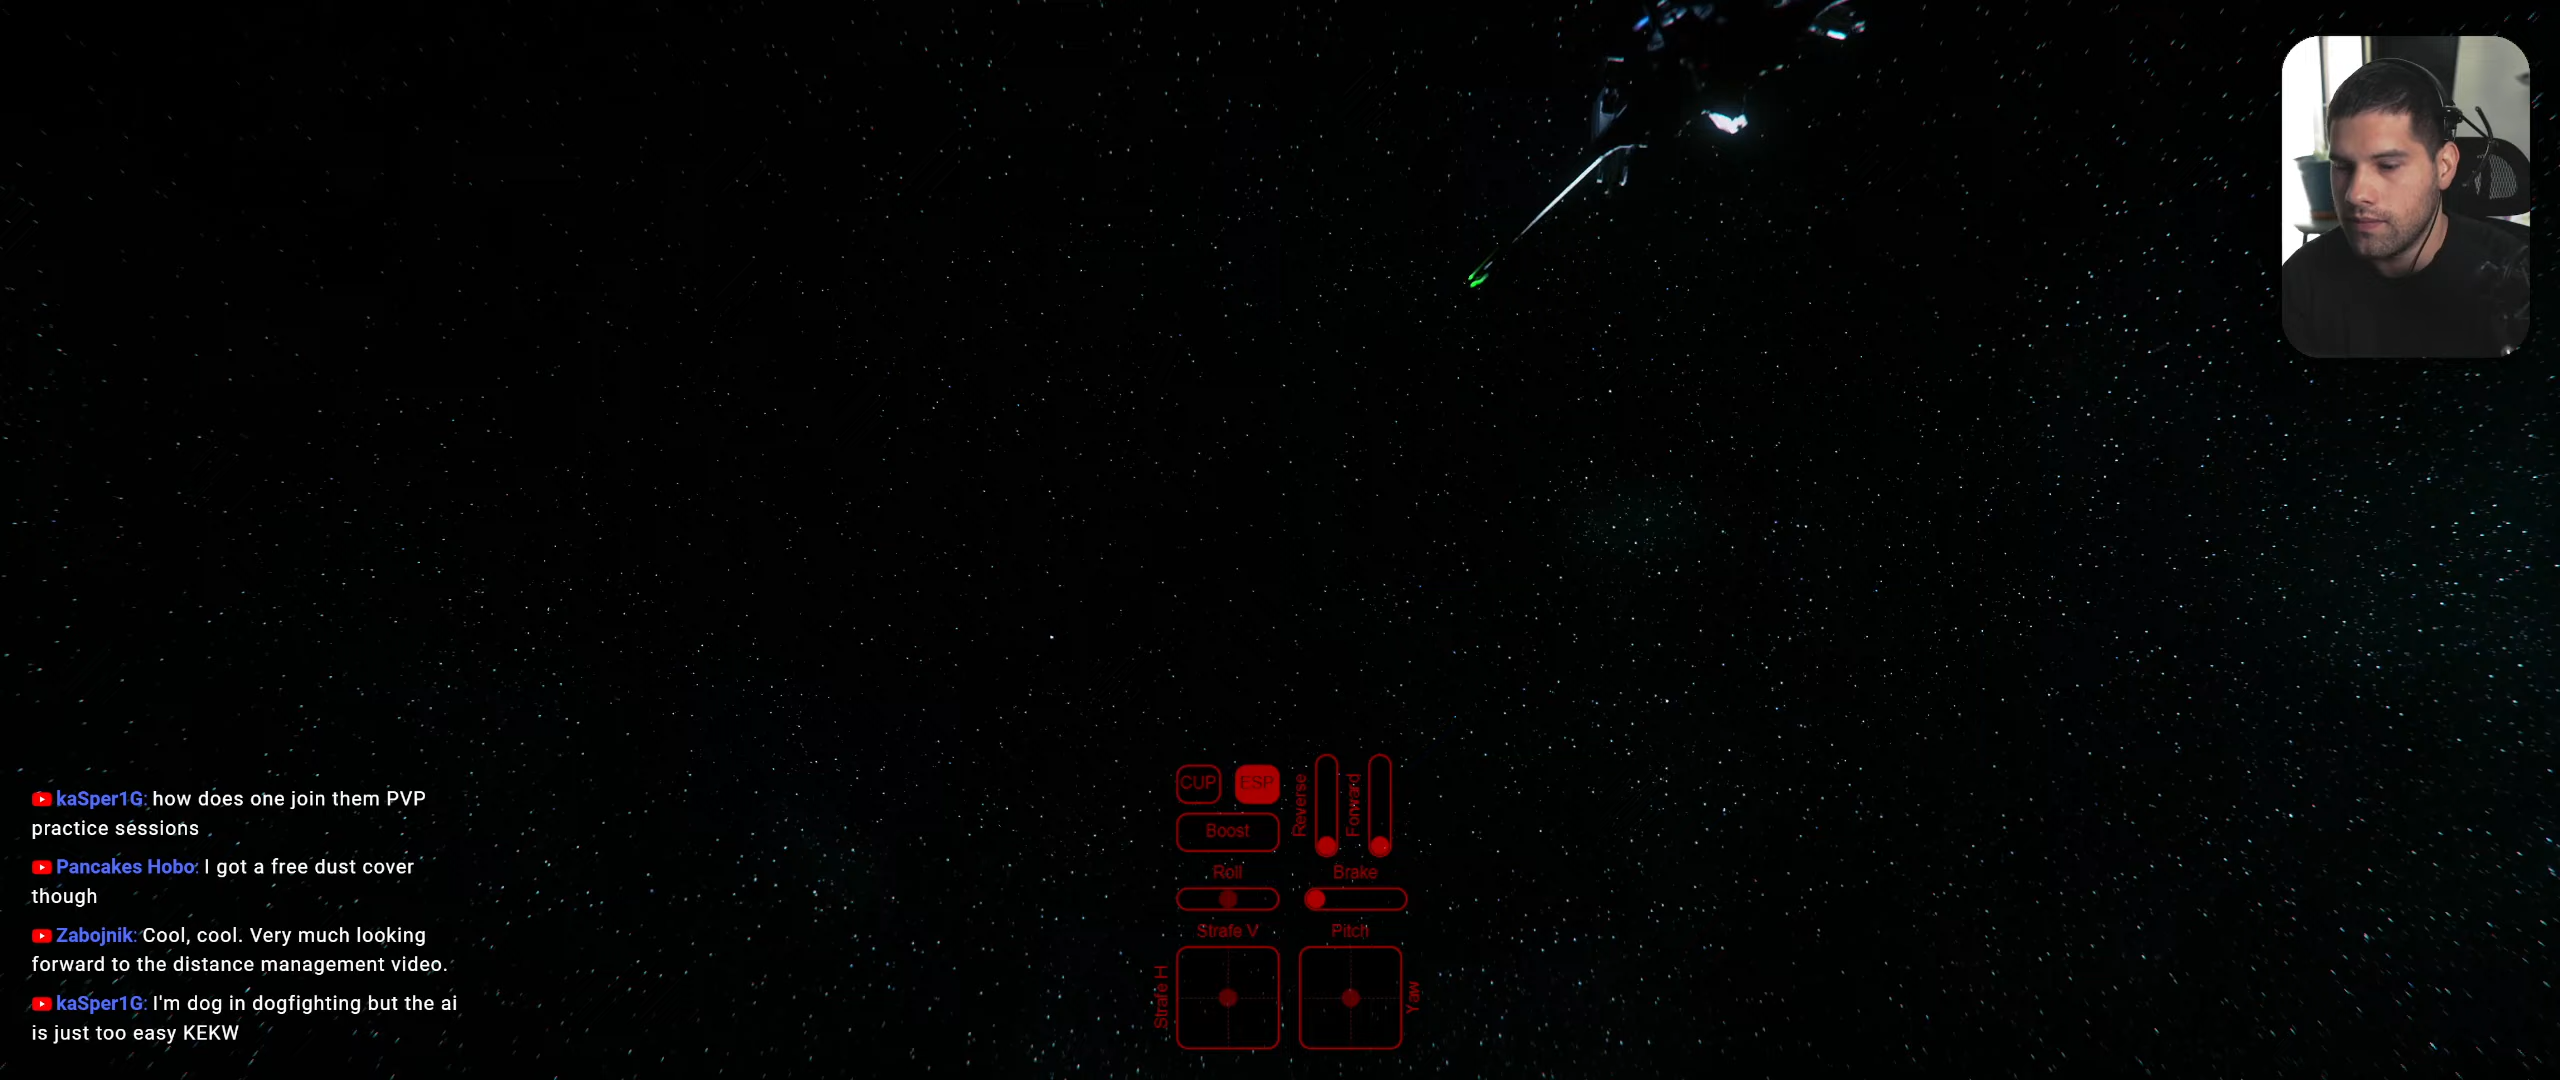 kaSper1G: how does one join them PVP
practice sessions
Pancakes Hobo: I got a free dust cover
though
Zabojnik: Cool, cool. Very much looking
forward to the distance management video.
kaSper1G: I'm dog in dogfighting but the ai
is just too easy KEKW
CUP
ESP
Boost
Reverse
Forward
Roll
Brake
Strafe V
Pitch
Strafe H
Yaw